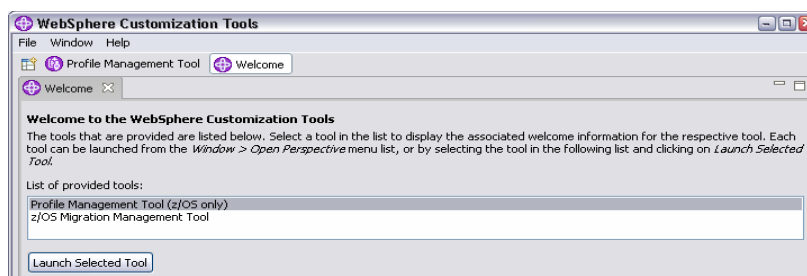 WebSphere Customization Tools
File Window Help
Profile Management Tool Welcome
Welcome
Welcome to the WebSphere Customization Tools
The tools that are provided are listed below. Select a tool in the list to display the associated welcome information for the respective tool. Each
tool can be launched from the Window > Open Perspective menu list, or by selecting the tool in the following list and clicking on Launch Selected
Tool.
List of provided tools:
Profile Management Tool (z/OS only)
z/OS Migration Management Tool
Launch Selected Tool